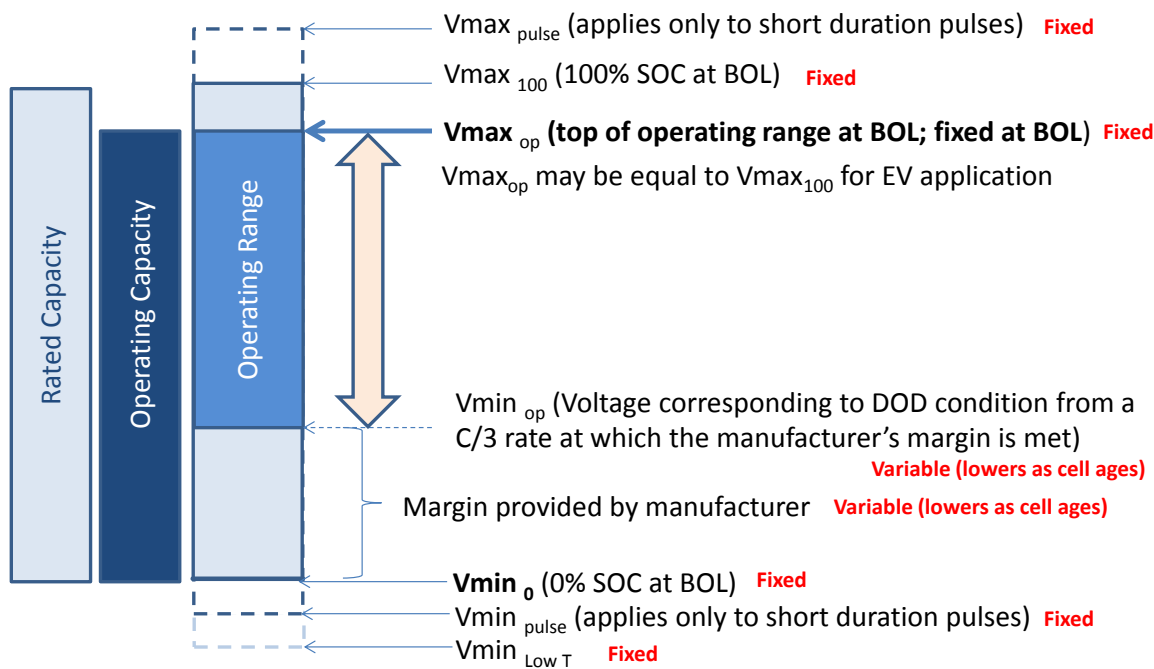 Vmax pulse (applies only to short duration pulses) Fixed
Vmax 100 (100% SOC at BOL) Fixed
Vmax op (top of operating range at BOL; fixed at BOL) Fixed
Vmaxop may be equal to Vmax100 for EV application
Rated Capacity
Operating Capacity
Operating Range
Vmin op (Voltage corresponding to DOD condition from a
C/3 rate at which the manufacturer’s margin is met)
Variable (lowers as cell ages)
Margin provided by manufacturer Variable (lowers as cell ages)
Vmin 0 (0% SOC at BOL) Fixed
Vmin pulse (applies only to short duration pulses) Fixed
Vmin Low T Fixed